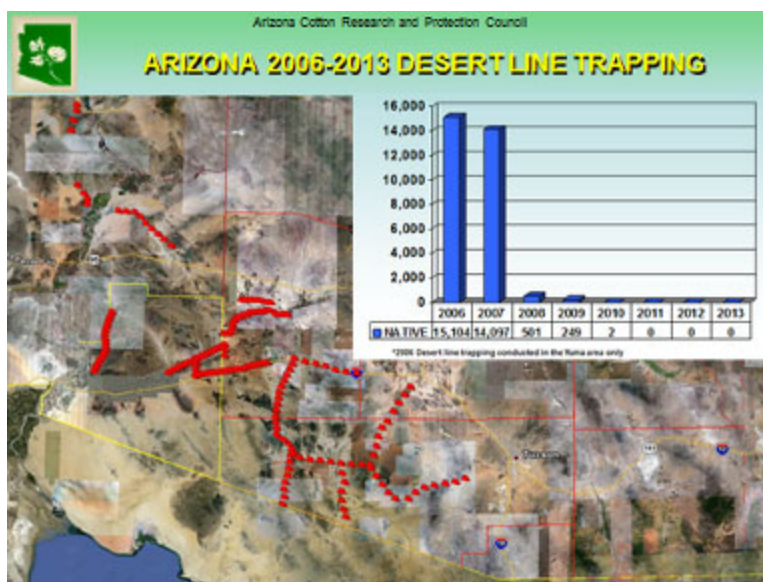 Arizona Cotton Research and Protection Council
ARIZONA 2006-2013 DESERT LINE TRAPPING
16,000
14,000
12,000
10,000
8,000
6,000
4,000
2,000
0
2006 2007 2008 2009 2010 2011 2012 2013
NATIVE 15,104 14,097 501 249 2 0 0 0
*2006 Desert line trapping conducted in the Yuma area only
Tucson